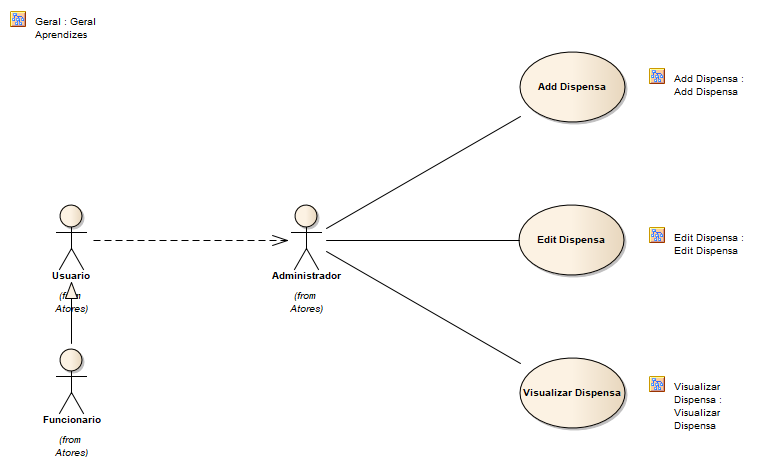 Geral : Geral
Aprendizes
Add Dispensa
Add Dispensa :
Add Dispensa
Usuario
(from
Atores)
Administrador
(from
Atores)
Edit Dispensa
Edit Dispensa :
Edit Dispensa
Funcionario
(from
Atores)
Visualizar Dispensa
Visualizar
Dispensa :
Visualizar
Dispensa